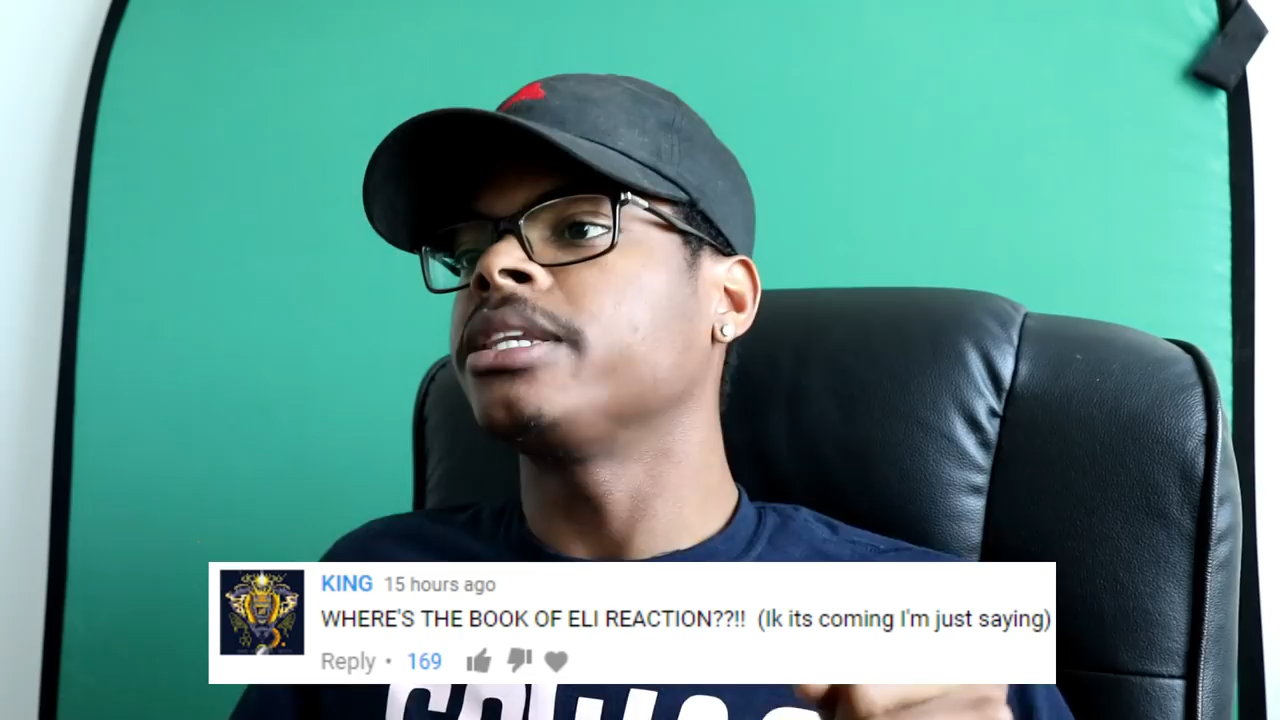 KING 15 hours ago
WHERE'S THE BOOK OF ELI REACTION??!! (Ik its coming I'm just saying)
Reply • 169